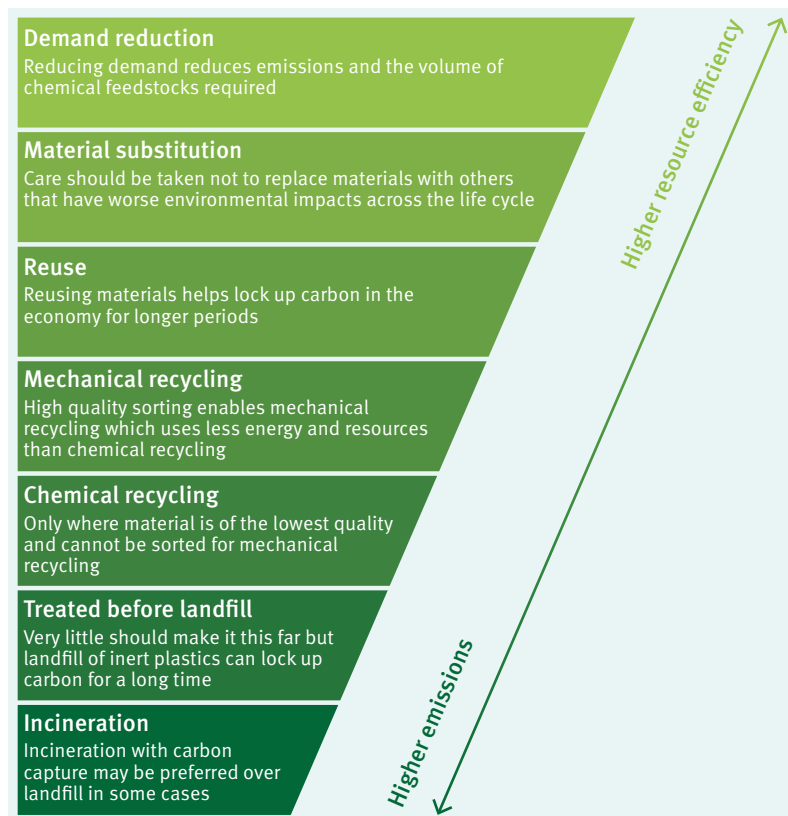 Demand reduction
Reducing demand reduces emissions and the volume of
chemical feedstocks required
Material substitution
Care should be taken not to replace materials with others
that have worse environmental impacts across the life cycle
Reuse
Reusing materials helps lock up carbon in the
economy for longer periods
Mechanical recycling
High quality sorting enables mechanical
recycling which uses less energy and resources
than chemical recycling
Chemical recycling
Only where material is of the lowest quality
and cannot be sorted for mechanical
recycling
Treated before landfill
Very little should make it this far but
landfill of inert plastics can lock up
carbon for a long time
Incineration
Incineration with carbon
capture may be preferred over
landfill in some cases
Higher resource efficiency
Higher emissions